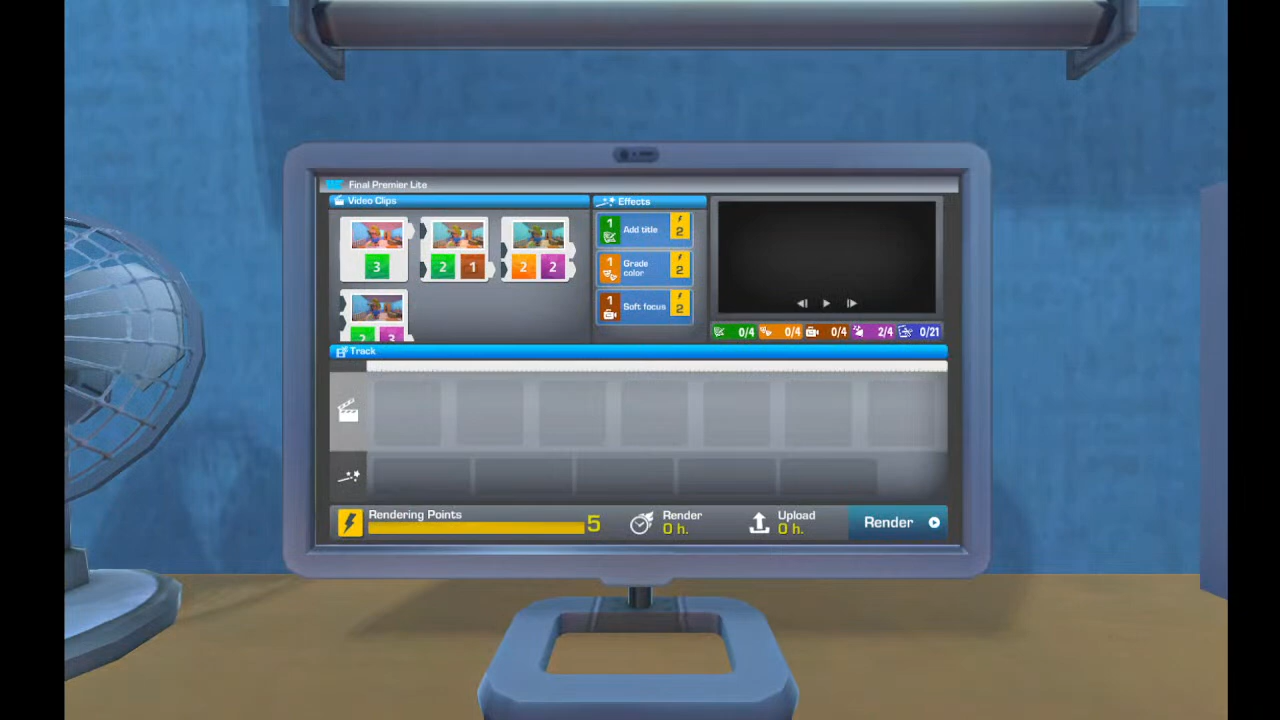 Final Premier Lite
Video Clips
Effects
3
2 1
2 2
2 3
1 Add title 2
1 Grade color 2
1 Soft focus 2
0/4 0/4 0/4 2/4 0/21
Track
Rendering Points 5
Render
0 h.
Upload
0 h.
Render